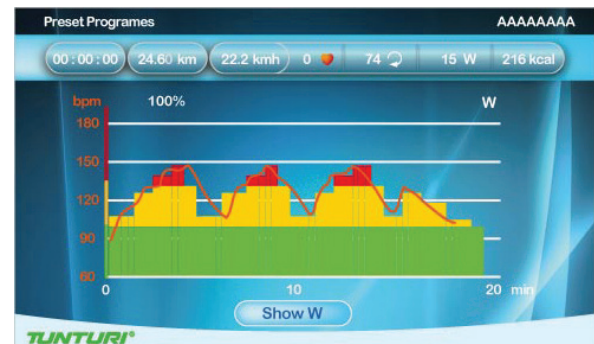 Preset Programes AAAAAAAA
00:00:00 24.60 km 22.2 kmh 0 74 15 W 216 kcal
bpm 100% W
180
150
120
90
60
0 10 20 min
Show W
TUNTURI®